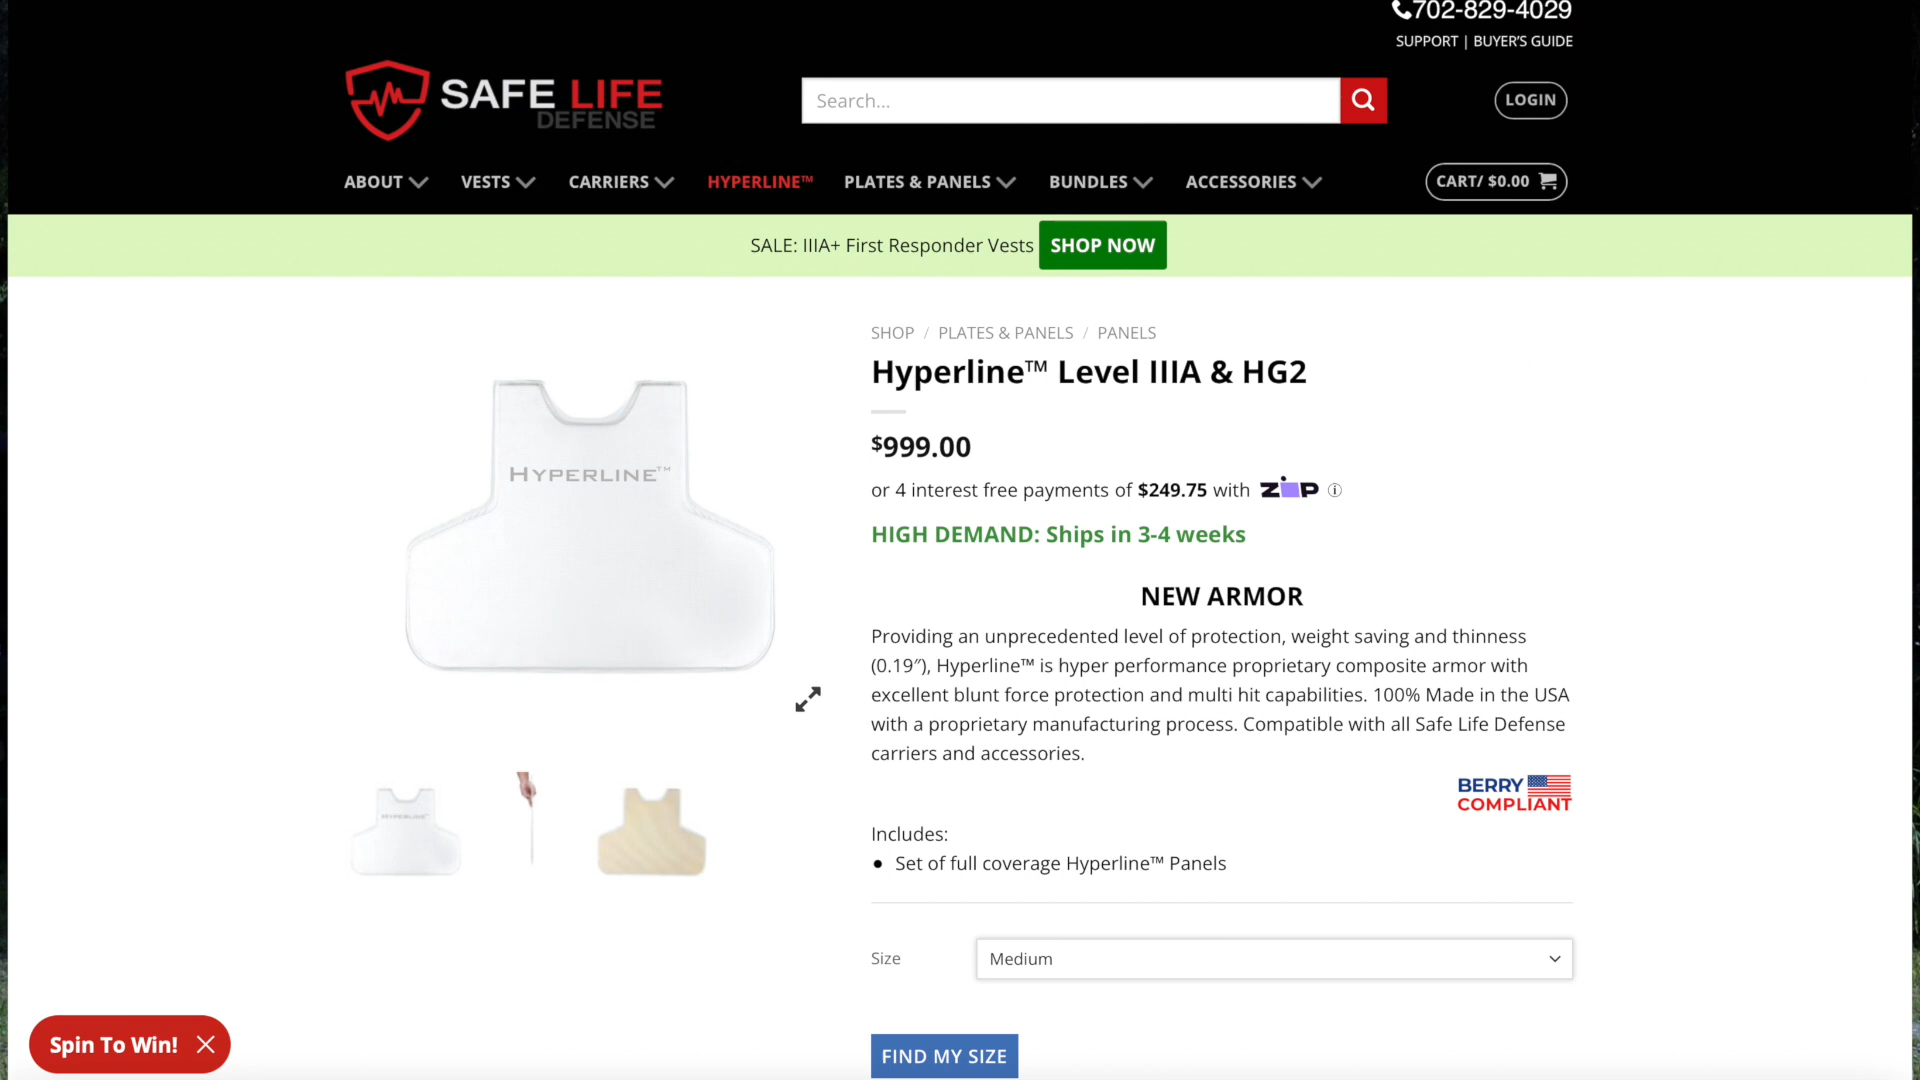 702-829-4029
SUPPORT | BUYER'S GUIDE
SAFE LIFE
DEFENSE
Search...
LOGIN
ABOUT VESTS CARRIERS HYPERLINE™ PLATES & PANELS BUNDLES ACCESSORIES
CART/ $0.00
SALE: IIIA+ First Responder Vests SHOP NOW
SHOP / PLATES & PANELS / PANELS
Hyperline™ Level IIIA & HG2
$999.00
or 4 interest free payments of $249.75 with ZIP
HIGH DEMAND: Ships in 3-4 weeks
HYPERLINE™
NEW ARMOR
Providing an unprecedented level of protection, weight saving and thinness
(0.19″), Hyperline™ is hyper performance proprietary composite armor with
excellent blunt force protection and multi hit capabilities. 100% Made in the USA
with a proprietary manufacturing process. Compatible with all Safe Life Defense
carriers and accessories.
BERRY
COMPLIANT
HYPERLINE™
Includes:
● Set of full coverage Hyperline™ Panels
Size Medium
Spin To Win!
FIND MY SIZE